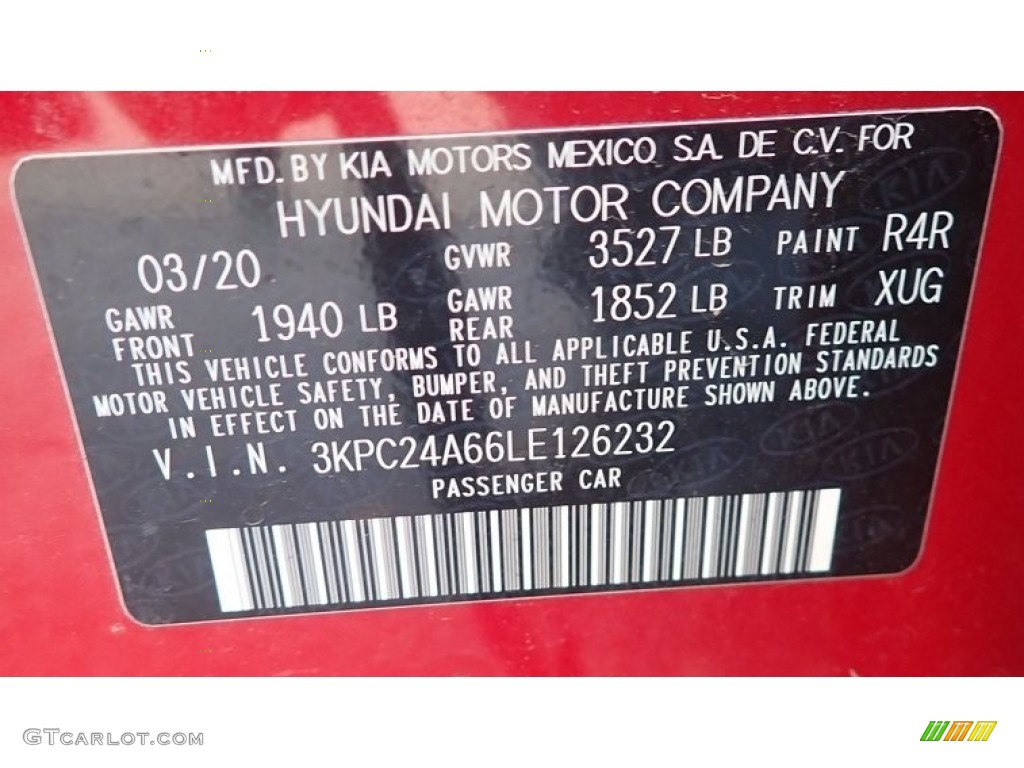 MFD. BY KIA MOTORS MEXICO S.A. DE C.V. FOR
HYUNDAI MOTOR COMPANY
03/20 GVWR 3527 LB PAINT R4R
GAWR FRONT 1940 LB GAWR REAR 1852 LB TRIM XUG
THIS VEHICLE CONFORMS TO ALL APPLICABLE U.S.A. FEDERAL
MOTOR VEHICLE SAFETY, BUMPER, AND THEFT PREVENTION STANDARDS
IN EFFECT ON THE DATE OF MANUFACTURE SHOWN ABOVE.
V.I.N. 3KPC24A66LE126232
PASSENGER CAR
GTCARLOT.COM